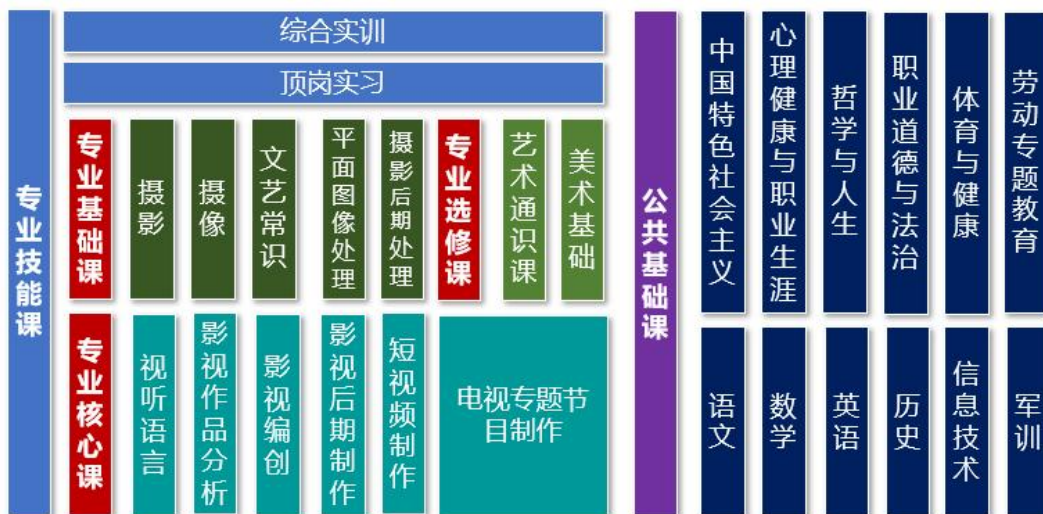 专业技能课
综合实训
顶岗实习
专业基础课
摄影
摄像
文艺常识
平面图像处理
摄影后期处理
专业选修课
艺术通识课
美术基础
专业核心课
视听语言
影视作品分析
影视编创
影视后期制作
短视频制作
电视专题节
目制作
公共基础课
中国特色社会主义
心理健康与职业生涯
哲学与人生
职业道德与法治
体育与健康
劳动专题教育
语文
数学
英语
历史
信息技术
军训